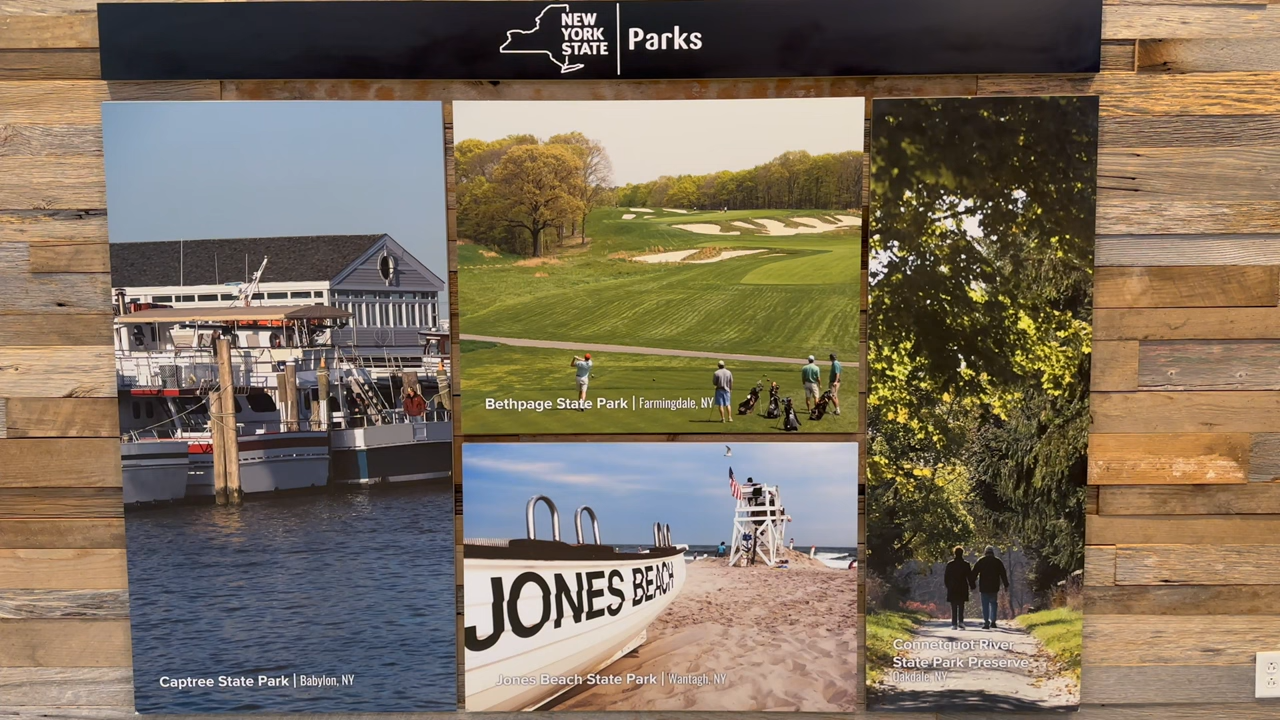 NEW
YORK
STATE
Parks
Bethpage State Park | Farmingdale, NY
JONES BEACH
Captree State Park | Babylon, NY
Jones Beach State Park | Wantagh, NY
Connetquot River
State Park Preserve
Oakdale, NY